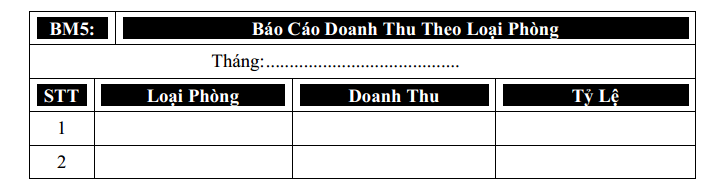 BM5: Báo Cáo Doanh Thu Theo Loại Phòng
Tháng:.........................................
STT Loại Phòng Doanh Thu Tỷ Lệ
1
2